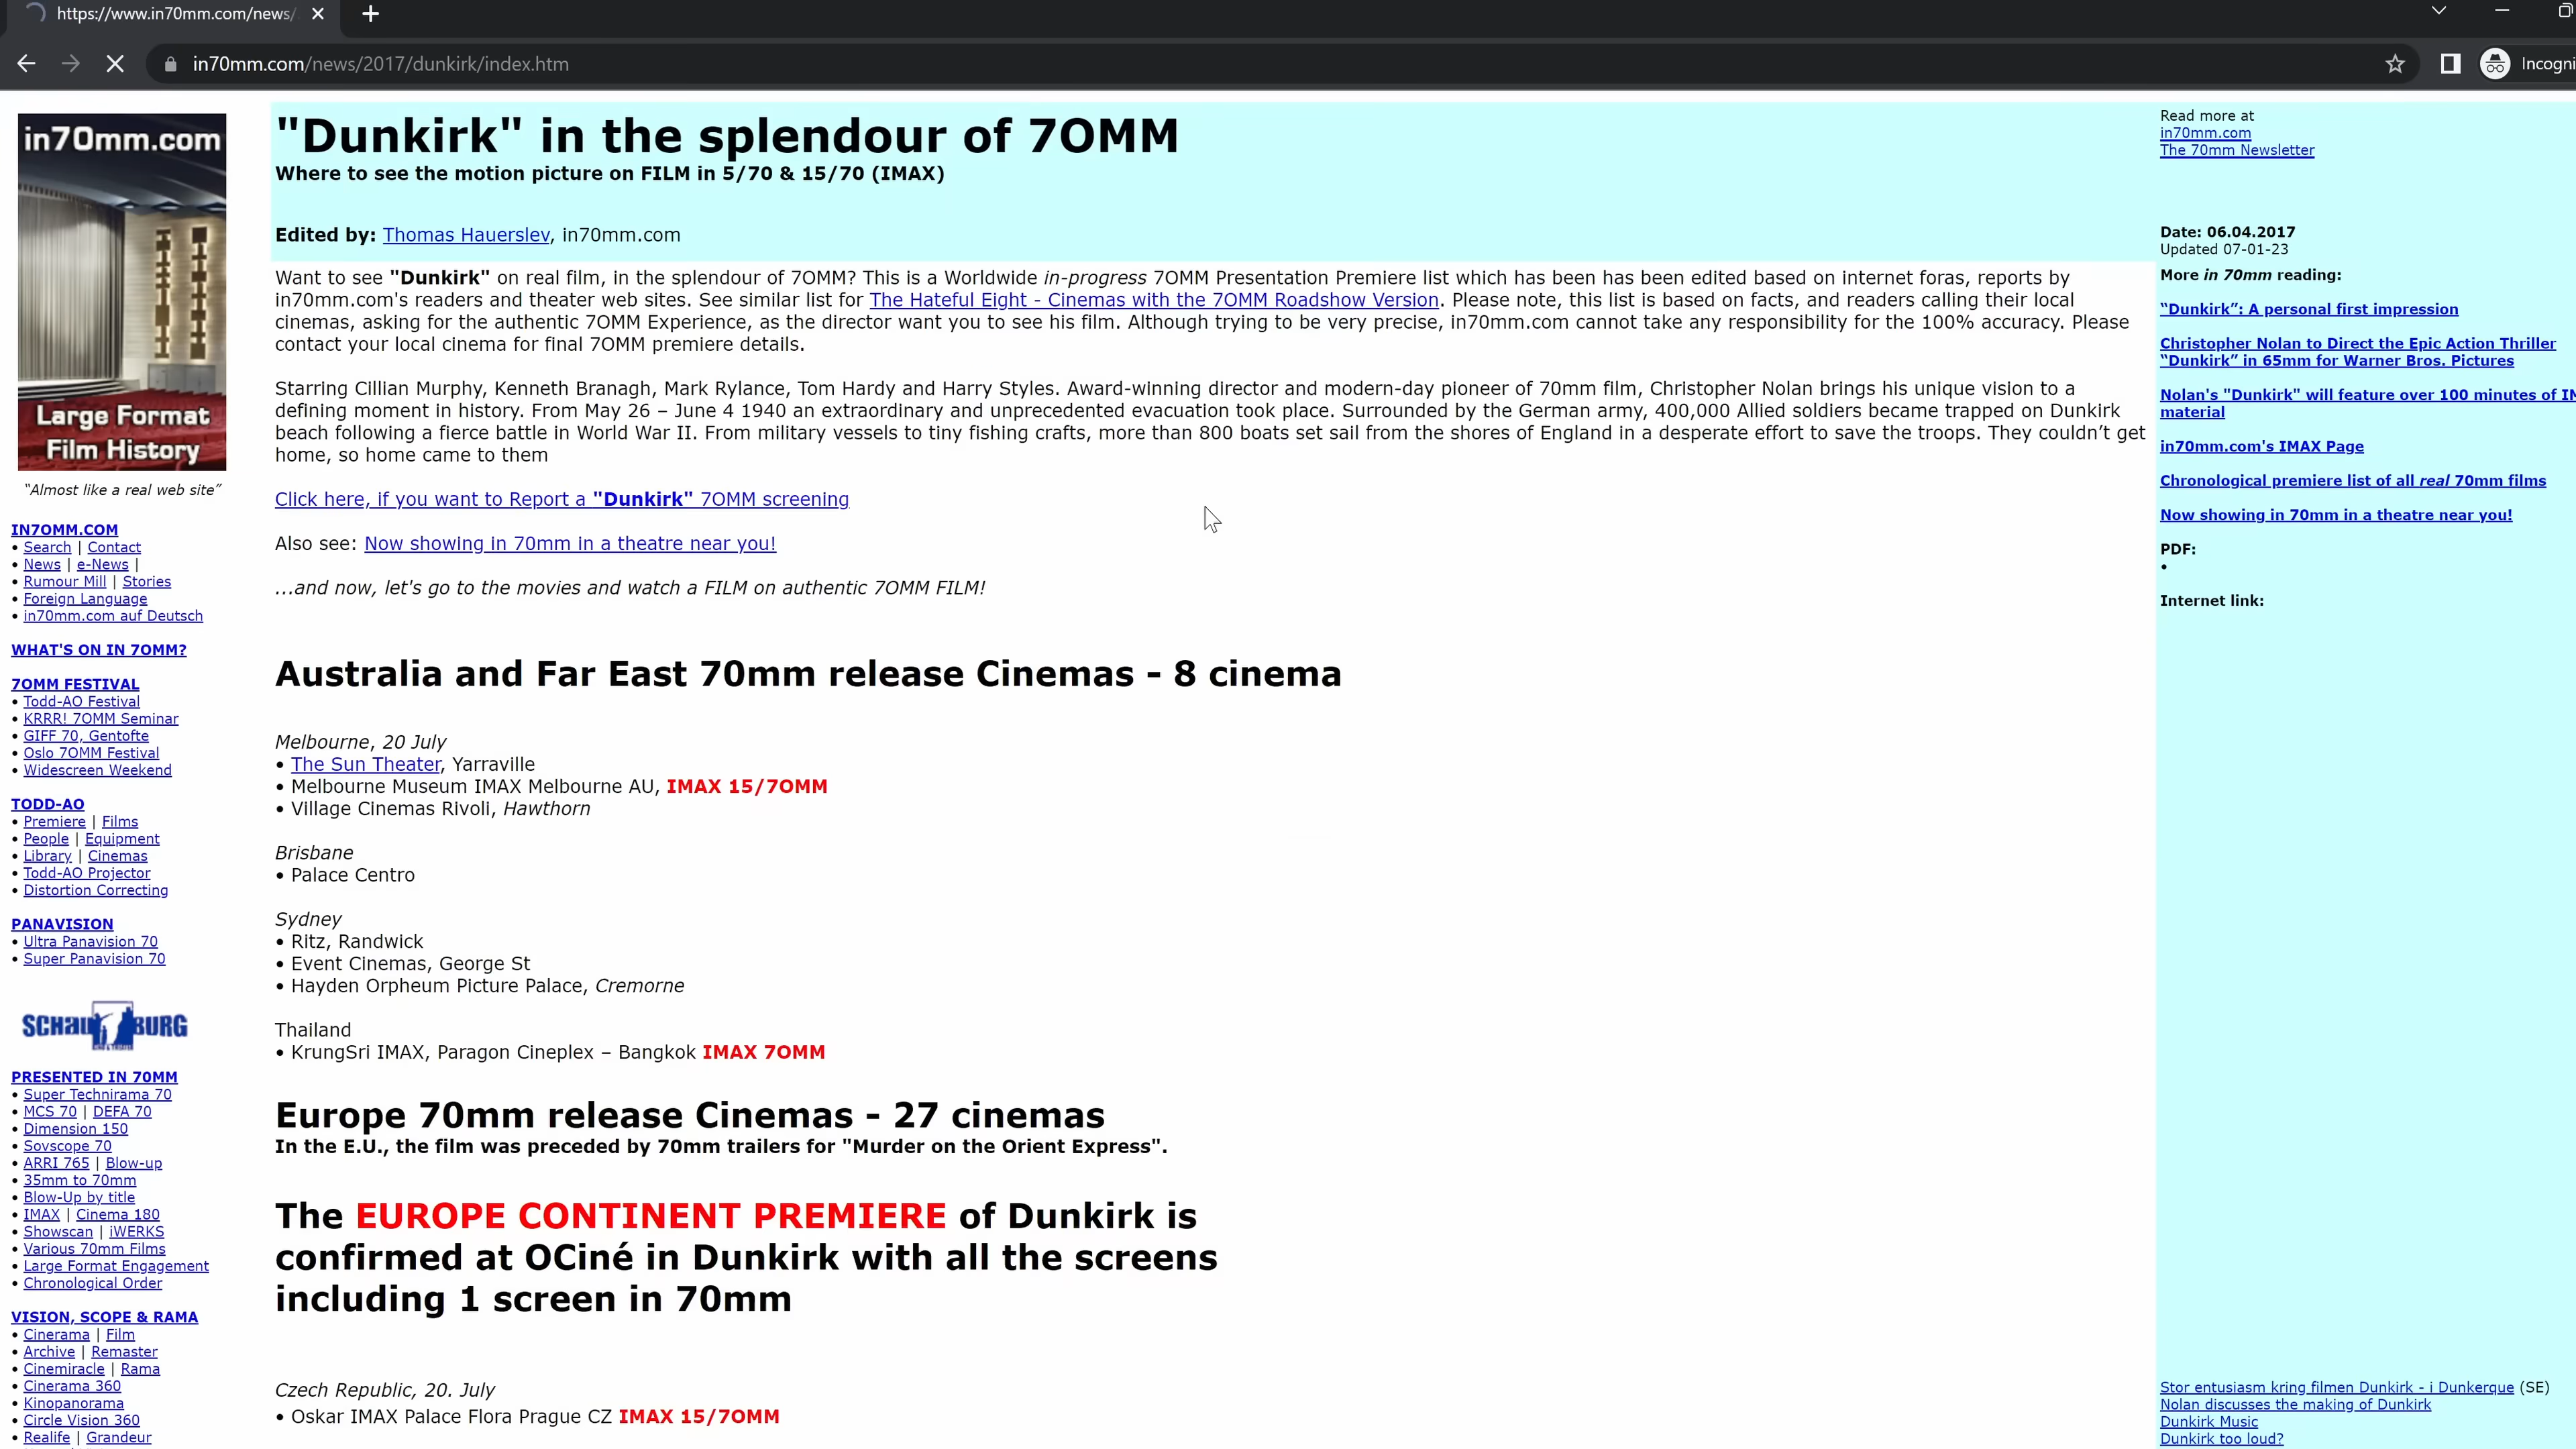 https://www.in70mm.com/news/
in70mm.com/news/2017/dunkirk/index.htm
Incogni
in70mm.com
Large Format
Film History
“Almost like a real web site”
IN7OMM.COM
• Search | Contact
• News | e-News |
• Rumour Mill | Stories
• Foreign Language
• in70mm.com auf Deutsch
WHAT'S ON IN 7OMM?
7OMM FESTIVAL
• Todd-AO Festival
• KRRR! 7OMM Seminar
• GIFF 70, Gentofte
• Oslo 7OMM Festival
• Widescreen Weekend
TODD-AO
• Premiere | Films
• People | Equipment
• Library | Cinemas
• Todd-AO Projector
• Distortion Correcting
PANAVISION
• Ultra Panavision 70
• Super Panavision 70
SCHAUBURG
PRESENTED IN 70MM
• Super Technirama 70
• MCS 70 | DEFA 70
• Dimension 150
• Sovscope 70
• ARRI 765 | Blow-up
• 35mm to 70mm
• Blow-Up by title
• IMAX | Cinema 180
• Showscan | iWERKS
• Various 70mm Films
• Large Format Engagement
• Chronological Order
VISION, SCOPE & RAMA
• Cinerama | Film
• Archive | Remaster
• Cinemiracle | Rama
• Cinerama 360
• Kinopanorama
• Circle Vision 360
• Realife | Grandeur
"Dunkirk" in the splendour of 7OMM
Where to see the motion picture on FILM in 5/70 & 15/70 (IMAX)
Edited by: Thomas Hauerslev, in70mm.com
Want to see "Dunkirk" on real film, in the splendour of 7OMM? This is a Worldwide in-progress 7OMM Presentation Premiere list which has been has been edited based on internet foras, reports by
in70mm.com's readers and theater web sites. See similar list for The Hateful Eight - Cinemas with the 7OMM Roadshow Version. Please note, this list is based on facts, and readers calling their local
cinemas, asking for the authentic 7OMM Experience, as the director want you to see his film. Although trying to be very precise, in70mm.com cannot take any responsibility for the 100% accuracy. Please
contact your local cinema for final 7OMM premiere details.
Starring Cillian Murphy, Kenneth Branagh, Mark Rylance, Tom Hardy and Harry Styles. Award-winning director and modern-day pioneer of 70mm film, Christopher Nolan brings his unique vision to a
defining moment in history. From May 26 – June 4 1940 an extraordinary and unprecedented evacuation took place. Surrounded by the German army, 400,000 Allied soldiers became trapped on Dunkirk
beach following a fierce battle in World War II. From military vessels to tiny fishing crafts, more than 800 boats set sail from the shores of England in a desperate effort to save the troops. They couldn’t get
home, so home came to them
Click here, if you want to Report a "Dunkirk" 7OMM screening
Also see: Now showing in 70mm in a theatre near you!
...and now, let's go to the movies and watch a FILM on authentic 7OMM FILM!
Australia and Far East 70mm release Cinemas - 8 cinema
Melbourne, 20 July
• The Sun Theater, Yarraville
• Melbourne Museum IMAX Melbourne AU, IMAX 15/7OMM
• Village Cinemas Rivoli, Hawthorn
Brisbane
• Palace Centro
Sydney
• Ritz, Randwick
• Event Cinemas, George St
• Hayden Orpheum Picture Palace, Cremorne
Thailand
• KrungSri IMAX, Paragon Cineplex – Bangkok IMAX 7OMM
Europe 70mm release Cinemas - 27 cinemas
In the E.U., the film was preceded by 70mm trailers for "Murder on the Orient Express".
The EUROPE CONTINENT PREMIERE of Dunkirk is
confirmed at OCiné in Dunkirk with all the screens
including 1 screen in 70mm
Czech Republic, 20. July
• Oskar IMAX Palace Flora Prague CZ IMAX 15/7OMM
Read more at
in70mm.com
The 70mm Newsletter
Date: 06.04.2017
Updated 07-01-23
More in 70mm reading:
“Dunkirk”: A personal first impression
Christopher Nolan to Direct the Epic Action Thriller
“Dunkirk” in 65mm for Warner Bros. Pictures
Nolan's "Dunkirk" will feature over 100 minutes of IM
material
in70mm.com's IMAX Page
Chronological premiere list of all real 70mm films
Now showing in 70mm in a theatre near you!
PDF:
•
Internet link:
Stor entusiasm kring filmen Dunkirk - i Dunkerque (SE)
Nolan discusses the making of Dunkirk
Dunkirk Music
Dunkirk too loud?